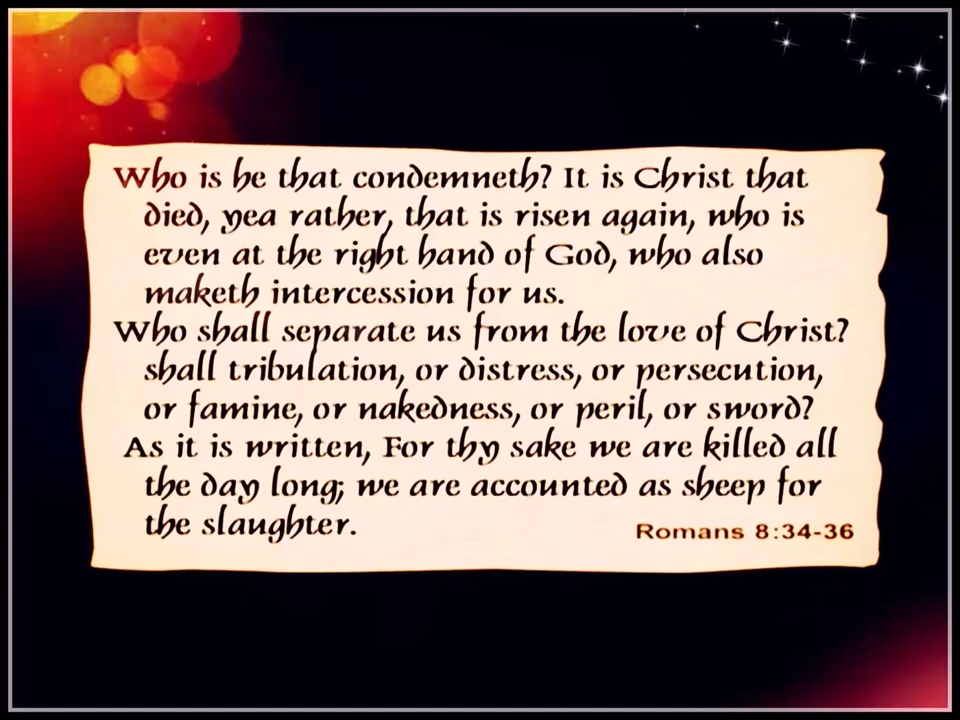 Who is he that condemneth? It is Christ that
died, yea rather, that is risen again, who is
even at the right hand of God, who also
maketh intercession for us.
Who shall separate us from the love of Christ?
shall tribulation, or distress, or persecution,
or famine, or nakedness, or peril, or sword?
As it is written, For thy sake we are killed all
the day long; we are accounted as sheep for
the slaughter.
Romans 8:34-36